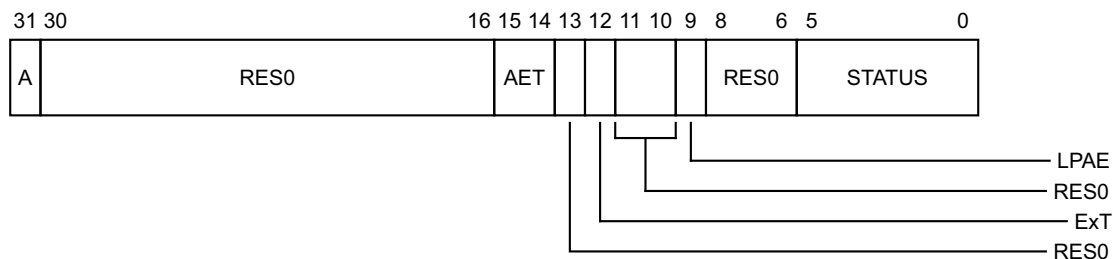 31 30 16 15 14 13 12 11 10 9 8 6 5 0
A RES0 AET RES0 STATUS
LPAE
RES0
ExT
RES0